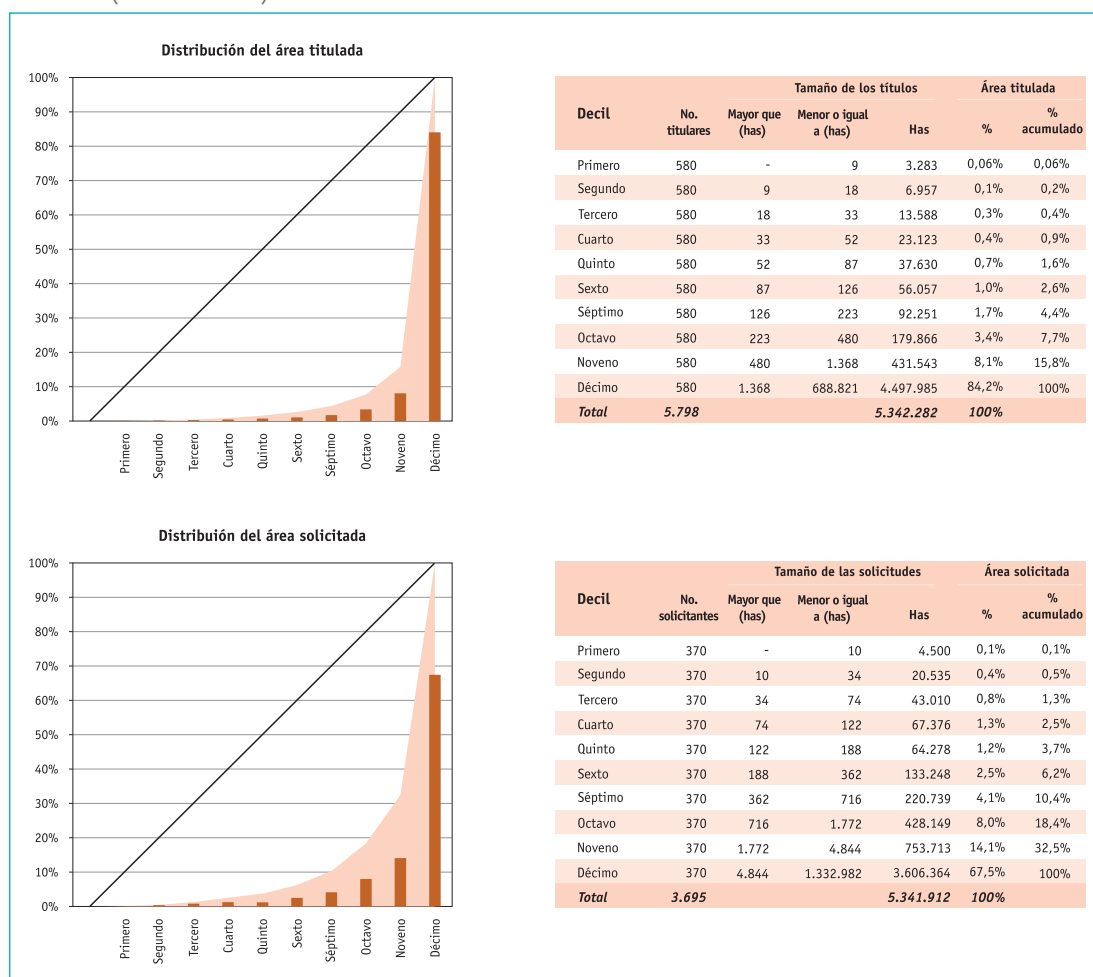 Distribución del área titulada
100%
90%
80%
70%
60%
50%
40%
30%
20%
10%
0%
Primero
Segundo
Tercero
Cuarto
Quinto
Sexto
Séptimo
Octavo
Noveno
Décimo
Tamaño de los títulos Área titulada
Decil No. titulares Mayor que (has) Menor o igual a (has) Has % % acumulado
Primero 580 - 9 3.283 0,06% 0,06%
Segundo 580 9 18 6.957 0,1% 0,2%
Tercero 580 18 33 13.588 0,3% 0,4%
Cuarto 580 33 52 23.123 0,4% 0,9%
Quinto 580 52 87 37.630 0,7% 1,6%
Sexto 580 87 126 56.057 1,0% 2,6%
Séptimo 580 126 223 92.251 1,7% 4,4%
Octavo 580 223 480 179.866 3,4% 7,7%
Noveno 580 480 1.368 431.543 8,1% 15,8%
Décimo 580 1.368 688.821 4.497.985 84,2% 100%
Total 5.798 5.342.282 100%
Distribuión del área solicitada
100%
90%
80%
70%
60%
50%
40%
30%
20%
10%
0%
Primero
Segundo
Tercero
Cuarto
Quinto
Sexto
Séptimo
Octavo
Noveno
Décimo
Tamaño de las solicitudes Área solicitada
Decil No. solicitantes Mayor que (has) Menor o igual a (has) Has % % acumulado
Primero 370 - 10 4.500 0,1% 0,1%
Segundo 370 10 34 20.535 0,4% 0,5%
Tercero 370 34 74 43.010 0,8% 1,3%
Cuarto 370 74 122 67.376 1,3% 2,5%
Quinto 370 122 188 64.278 1,2% 3,7%
Sexto 370 188 362 133.248 2,5% 6,2%
Séptimo 370 362 716 220.739 4,1% 10,4%
Octavo 370 716 1.772 428.149 8,0% 18,4%
Noveno 370 1.772 4.844 753.713 14,1% 32,5%
Décimo 370 4.844 1.332.982 3.606.364 67,5% 100%
Total 3.695 5.341.912 100%